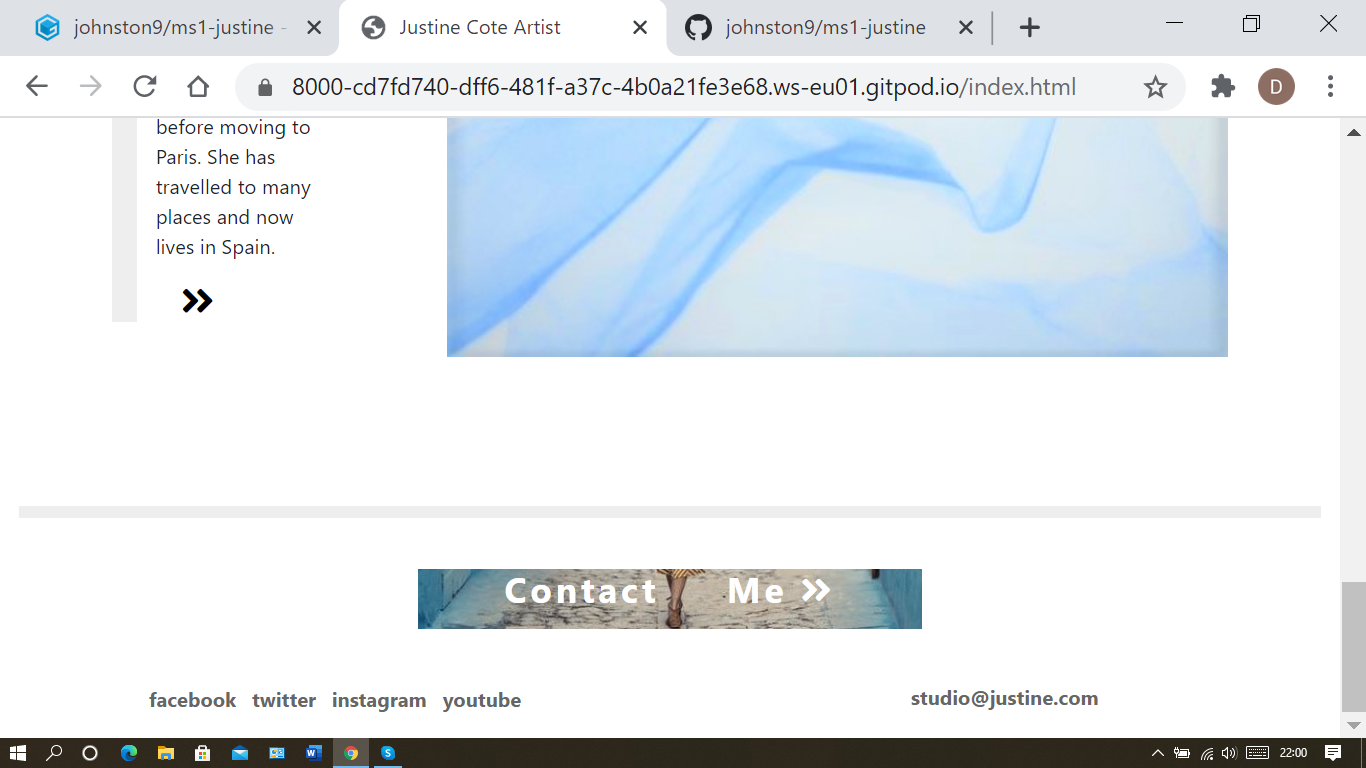 johnston9/ms1-justine -
Justine Cote Artist
johnston9/ms1-justine
8000-cd7fd740-dff6-481f-a37c-4b0a21fe3e68.ws-eu01.gitpod.io/index.html
D
before moving to
Paris. She has
travelled to many
places and now
lives in Spain.
Contact Me
facebook twitter instagram youtube
studio@justine.com
22:00